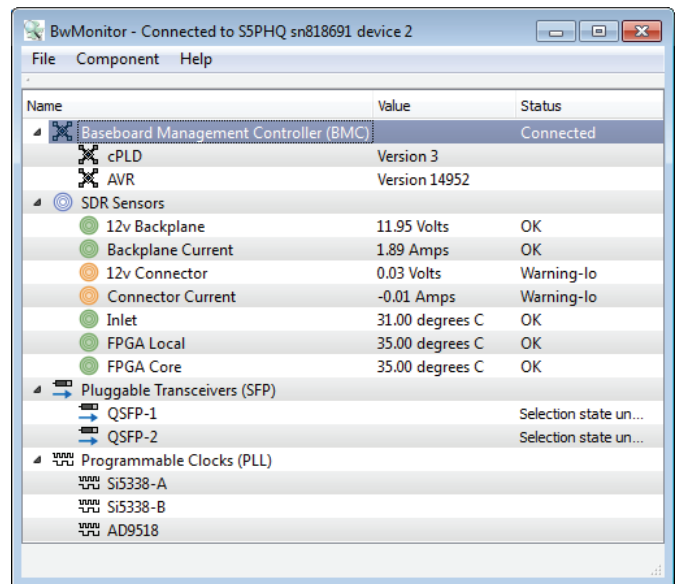 BwMonitor - Connected to S5PHQ sn818691 device 2
File Component Help
Name Value Status
Baseboard Management Controller (BMC) Connected
cPLD Version 3
AVR Version 14952
SDR Sensors
12v Backplane 11.95 Volts OK
Backplane Current 1.89 Amps OK
12v Connector 0.03 Volts Warning-lo
Connector Current -0.01 Amps Warning-lo
Inlet 31.00 degrees C OK
FPGA Local 35.00 degrees C OK
FPGA Core 35.00 degrees C OK
Pluggable Transceivers (SFP)
QSFP-1 Selection state un...
QSFP-2 Selection state un...
Programmable Clocks (PLL)
Si5338-A
Si5338-B
AD9518